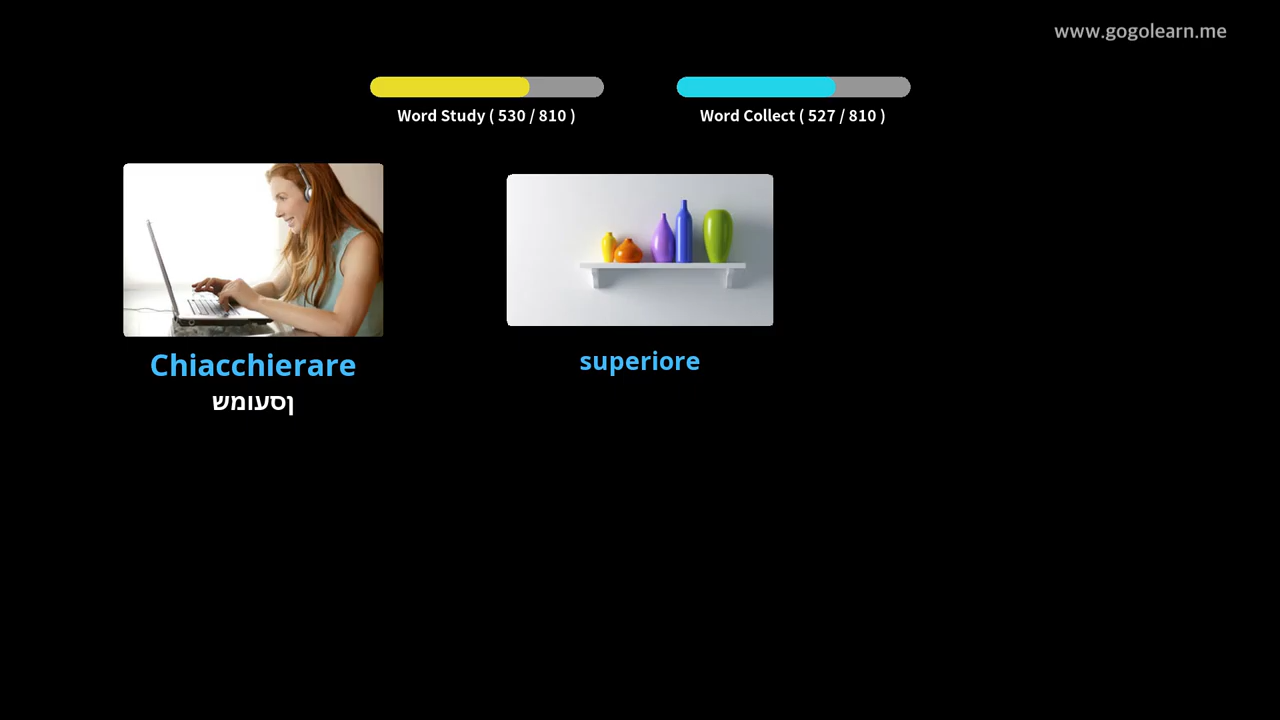 www.gogolearn.me
Word Study ( 530 / 810 )
Word Collect ( 527 / 810 )
Chiacchierare
שמועסן
superiore